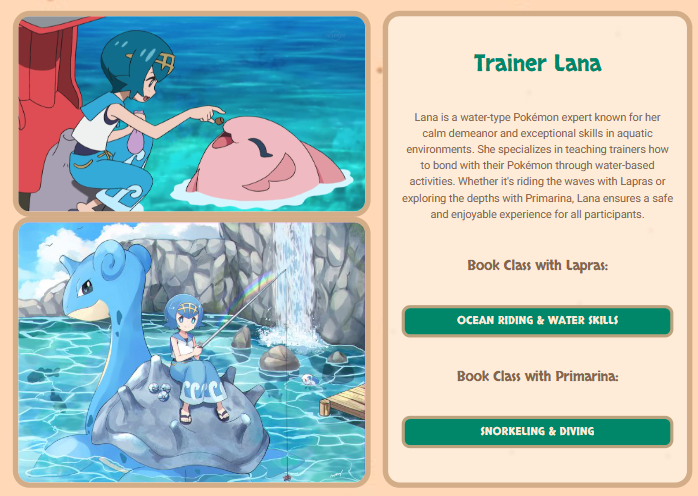 Trainer Lana
Lana is a water-type Pokémon expert known for her
calm demeanor and exceptional skills in aquatic
environments. She specializes in teaching trainers how
to bond with their Pokémon through water-based
activities. Whether it's riding the waves with Lapras or
exploring the depths with Primarina, Lana ensures a safe
and enjoyable experience for all participants.
Book Class with Lapras:
OCEAN RIDING & WATER SKILLS
Book Class with Primarina:
SNORKELING & DIVING